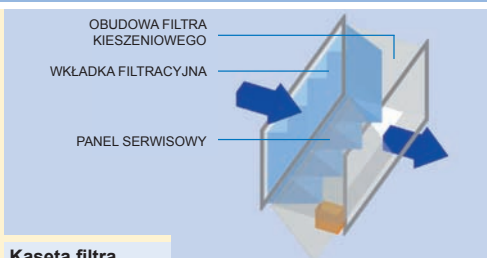 OBUDOWA FILTRA
KIESZENIOWEGO
WKŁADKA FILTRACYJNA
PANEL SERWISOWY
Kaseta filtra